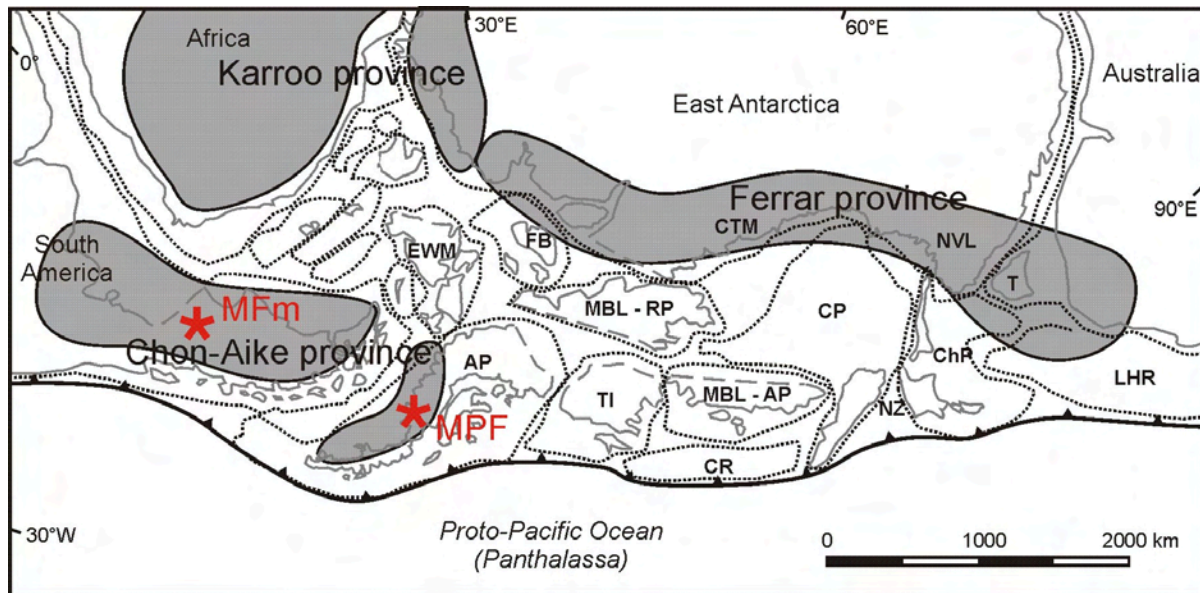 30°E
60°E
Africa
0°
Karroo province
Australia
East Antarctica
90°E
Ferrar province
CTM
NVL
South
America
EWM
FB
T
MFm
MBL - RP
CP
Chon-Aike province
AP
ChP
LHR
TI
MBL - AP
NZ
MPF
CR
30°W
Proto-Pacific Ocean
(Panthalassa)
0 1000 2000 km